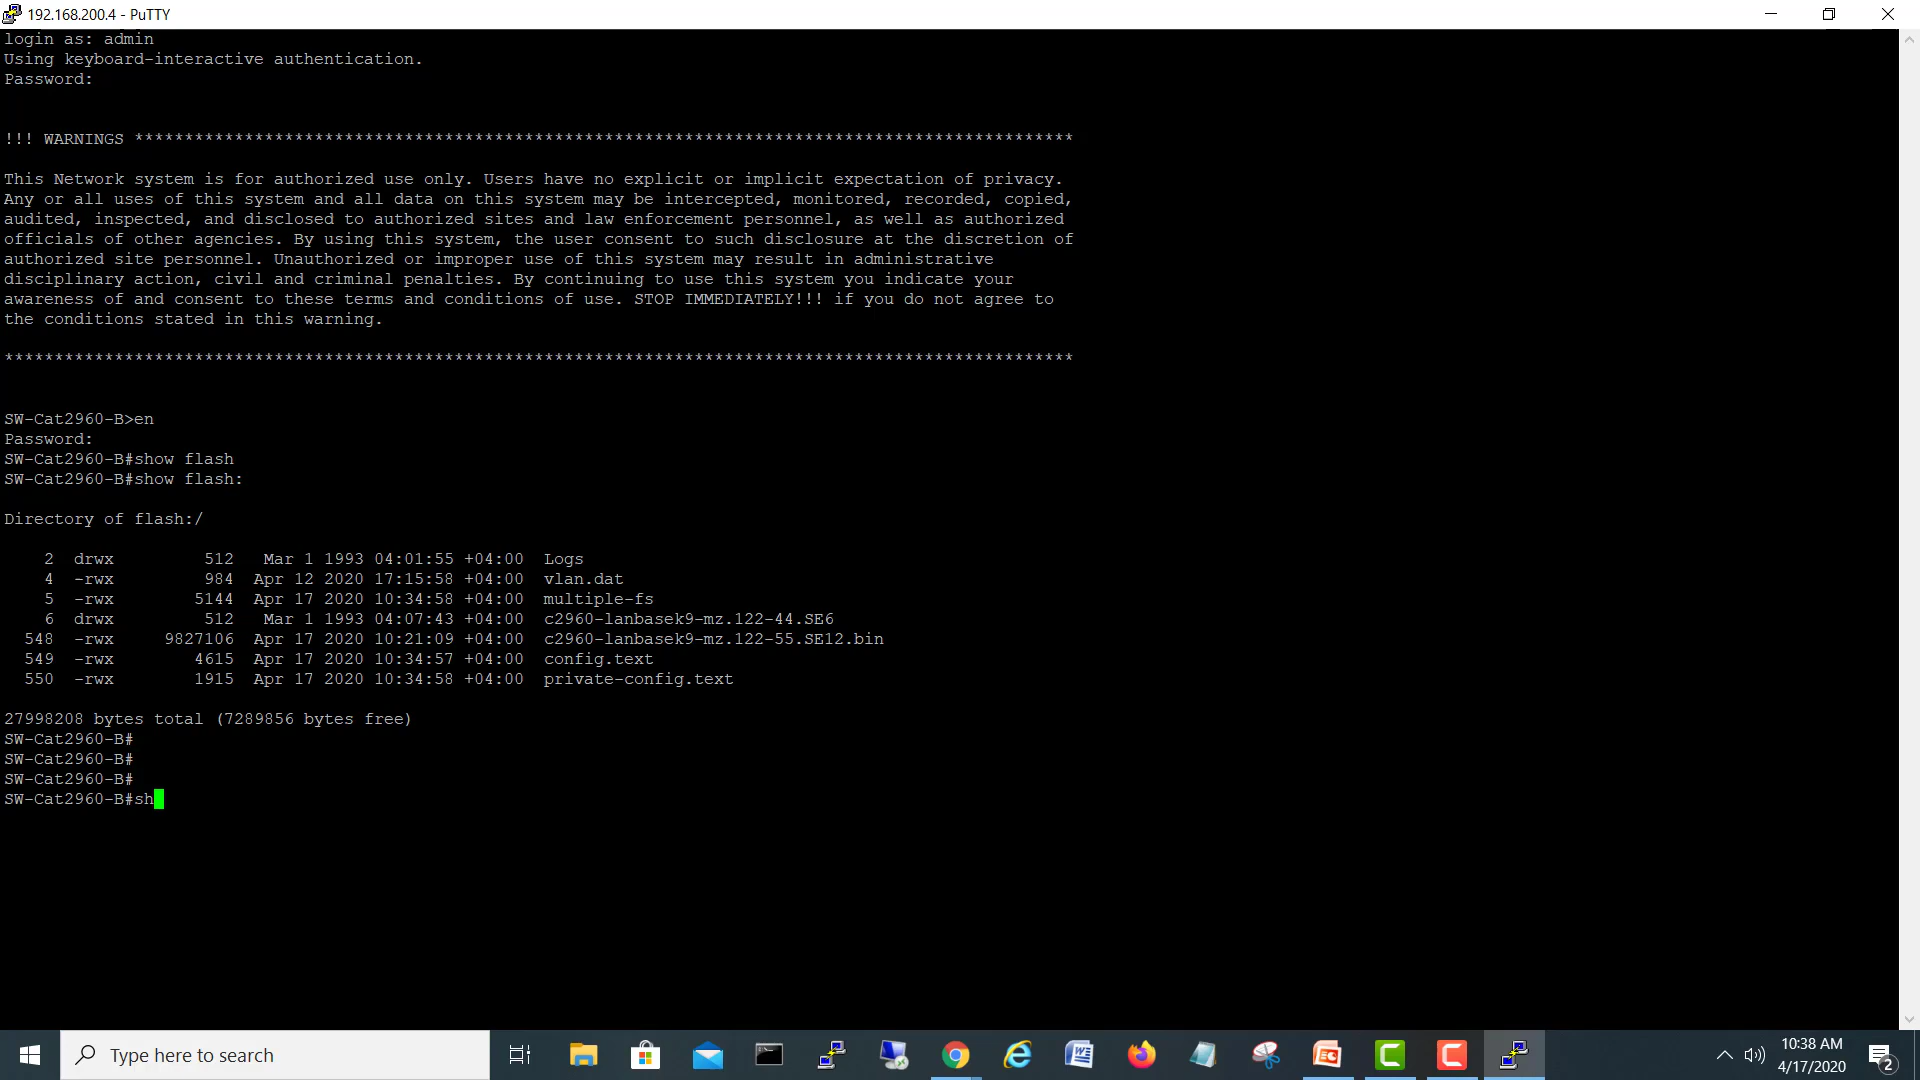 192.168.200.4 - PuTTY
login as: admin
Using keyboard-interactive authentication.
Password:
!!! WARNINGS **********************************************************************************************
This Network system is for authorized use only. Users have no explicit or implicit expectation of privacy.
Any or all uses of this system and all data on this system may be intercepted, monitored, recorded, copied,
audited, inspected, and disclosed to authorized sites and law enforcement personnel, as well as authorized
officials of other agencies. By using this system, the user consent to such disclosure at the discretion of
authorized site personnel. Unauthorized or improper use of this system may result in administrative
disciplinary action, civil and criminal penalties. By continuing to use this system you indicate your
awareness of and consent to these terms and conditions of use. STOP IMMEDIATELY!!! if you do not agree to
the conditions stated in this warning.
***********************************************************************************************************
SW-Cat2960-B>en
Password:
SW-Cat2960-B#show flash
SW-Cat2960-B#show flash:
Directory of flash:/
2 drwx 512 Mar 1 1993 04:01:55 +04:00 Logs
4 -rwx 984 Apr 12 2020 17:15:58 +04:00 vlan.dat
5 -rwx 5144 Apr 17 2020 10:34:58 +04:00 multiple-fs
6 drwx 512 Mar 1 1993 04:07:43 +04:00 c2960-lanbasek9-mz.122-44.SE6
548 -rwx 9827106 Apr 17 2020 10:21:09 +04:00 c2960-lanbasek9-mz.122-55.SE12.bin
549 -rwx 4615 Apr 17 2020 10:34:57 +04:00 config.text
550 -rwx 1915 Apr 17 2020 10:34:58 +04:00 private-config.text
27998208 bytes total (7289856 bytes free)
SW-Cat2960-B#
SW-Cat2960-B#
SW-Cat2960-B#
SW-Cat2960-B#sh
Type here to search
10:38 AM
4/17/2020
2